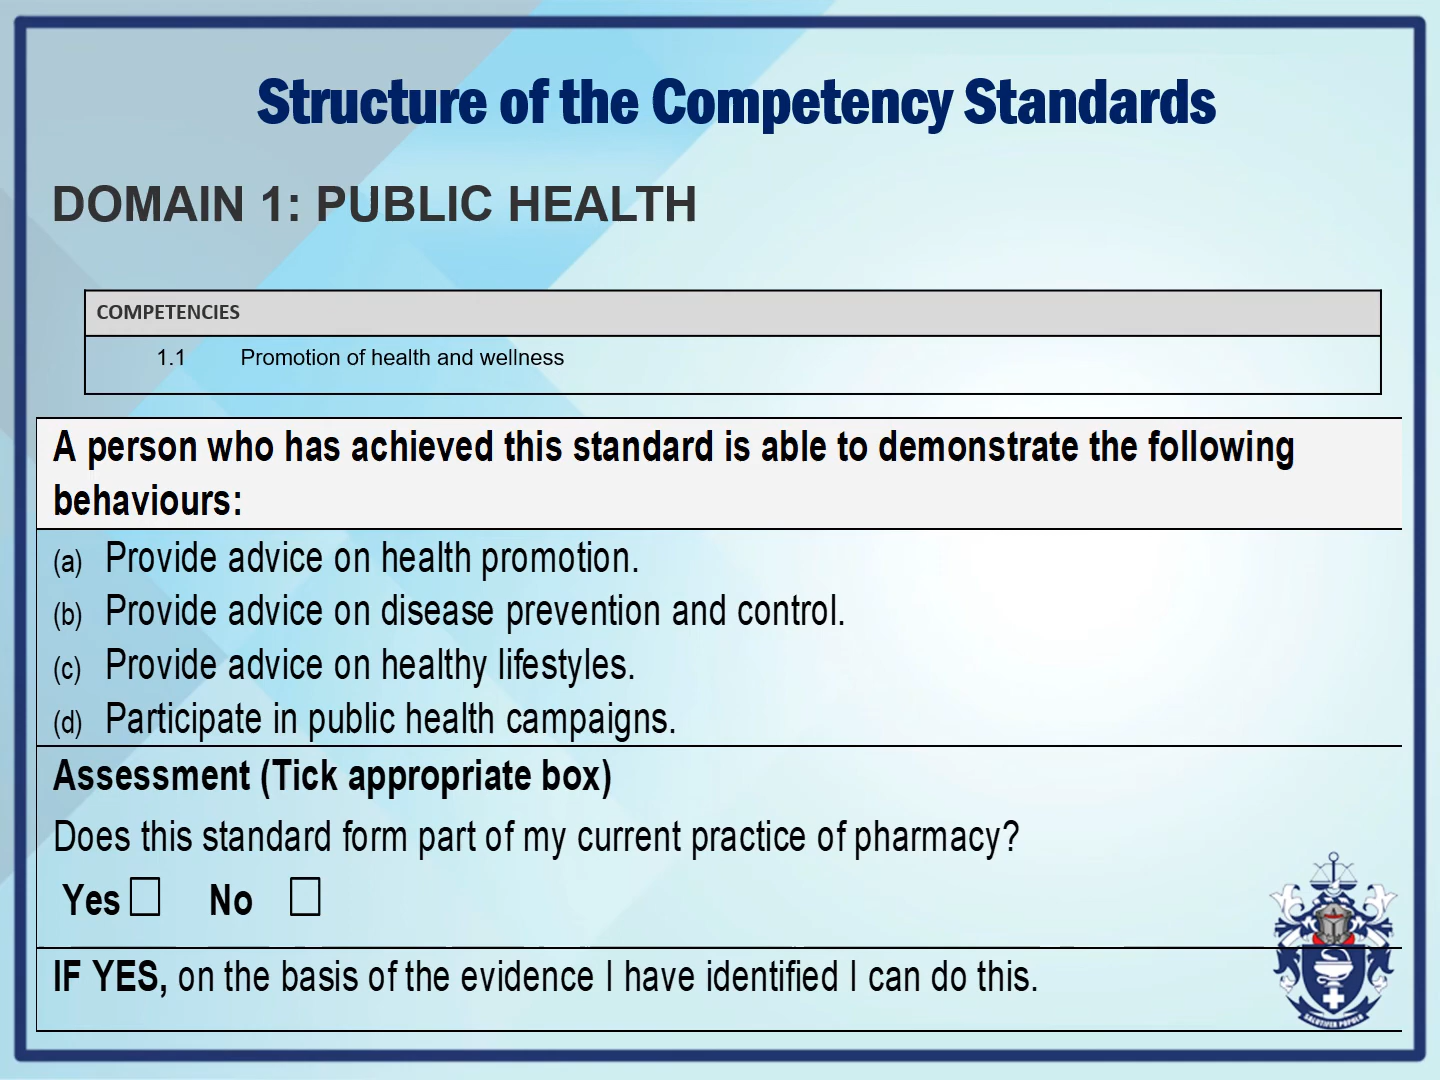 Structure of the Competency Standards
DOMAIN 1: PUBLIC HEALTH
COMPETENCIES
1.1 Promotion of health and wellness
A person who has achieved this standard is able to demonstrate the following
behaviours:
(a) Provide advice on health promotion.
(b) Provide advice on disease prevention and control.
(c) Provide advice on healthy lifestyles.
(d) Participate in public health campaigns.
Assessment (Tick appropriate box)
Does this standard form part of my current practice of pharmacy?
Yes ☐ No ☐
IF YES, on the basis of the evidence I have identified I can do this.
SALUTIFER POPULO